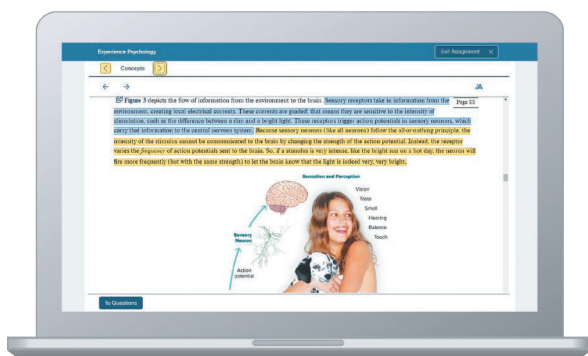 Experience Psychology
Exit Assignment X
Concepts
Figure 3 depicts the flow of information from the environment to the brain. Sensory receptors take in information from the
Page 83
environment, creating local electrical currents. These currents are graded; that means they are sensitive to the intensity of
stimulation, such as the difference between a dim and a bright light. These receptors trigger action potentials in sensory neurons, which
carry that information to the central nervous system. Because sensory neurons (like all neurons) follow the all-or-nothing principle, the
intensity of the stimulus cannot be communicated to the brain by changing the strength of the action potential. Instead, the receptor
varies the frequency of action potentials sent to the brain. So, if a stimulus is very intense, like the bright sun on a hot day, the neuron will
fire more frequently (but with the same strength) to let the brain know that the light is indeed very, very bright.
Sensation and Perception
Vision
Taste
Smell
Hearing
Balance
Touch
Sensory
Neuron
Action
potential
To Questions